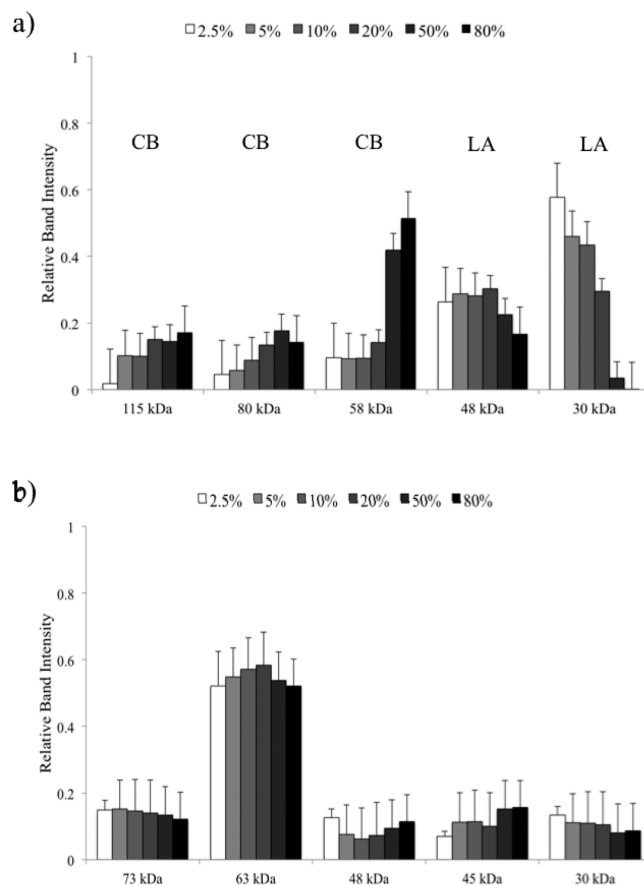 a)
2.5% 5% 10% 20% 50% 80%
1
0.8
0.6
0.4
0.2
0
Relative Band Intensity
CB CB CB LA LA
115 kDa 80 kDa 58 kDa 48 kDa 30 kDa
b)
2.5% 5% 10% 20% 50% 80%
1
0.8
0.6
0.4
0.2
0
Relative Band Intensity
73 kDa 63 kDa 48 kDa 45 kDa 30 kDa